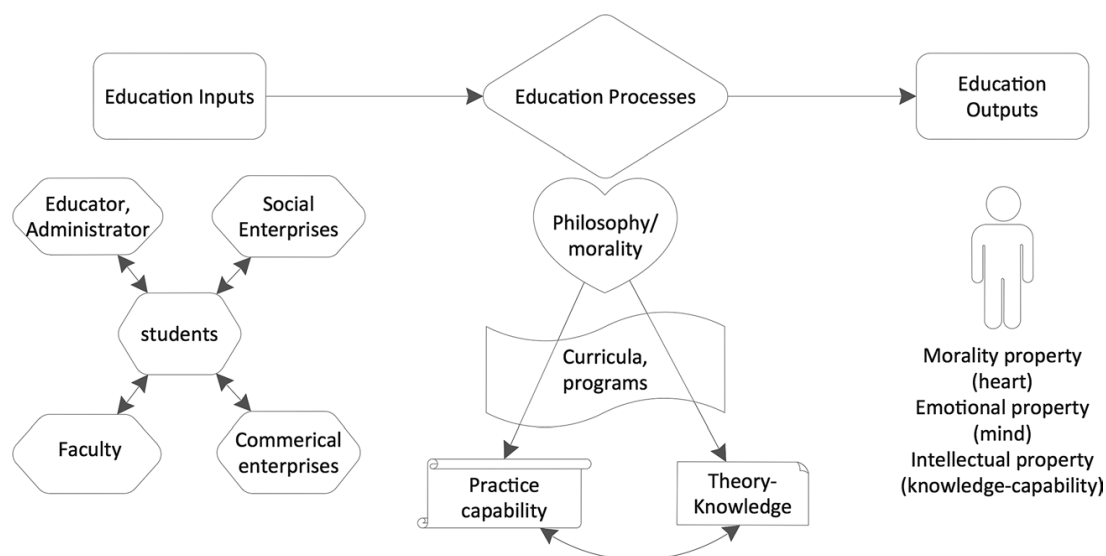 Education Inputs
Education Processes
Education
Outputs
Educator,
Administrator
Social
Enterprises
students
Faculty
Commerical
enterprises
Philosophy/
morality
Curricula,
programs
Practice
capability
Theory-
Knowledge
Morality property
(heart)
Emotional property
(mind)
Intellectual property
(knowledge-capability)